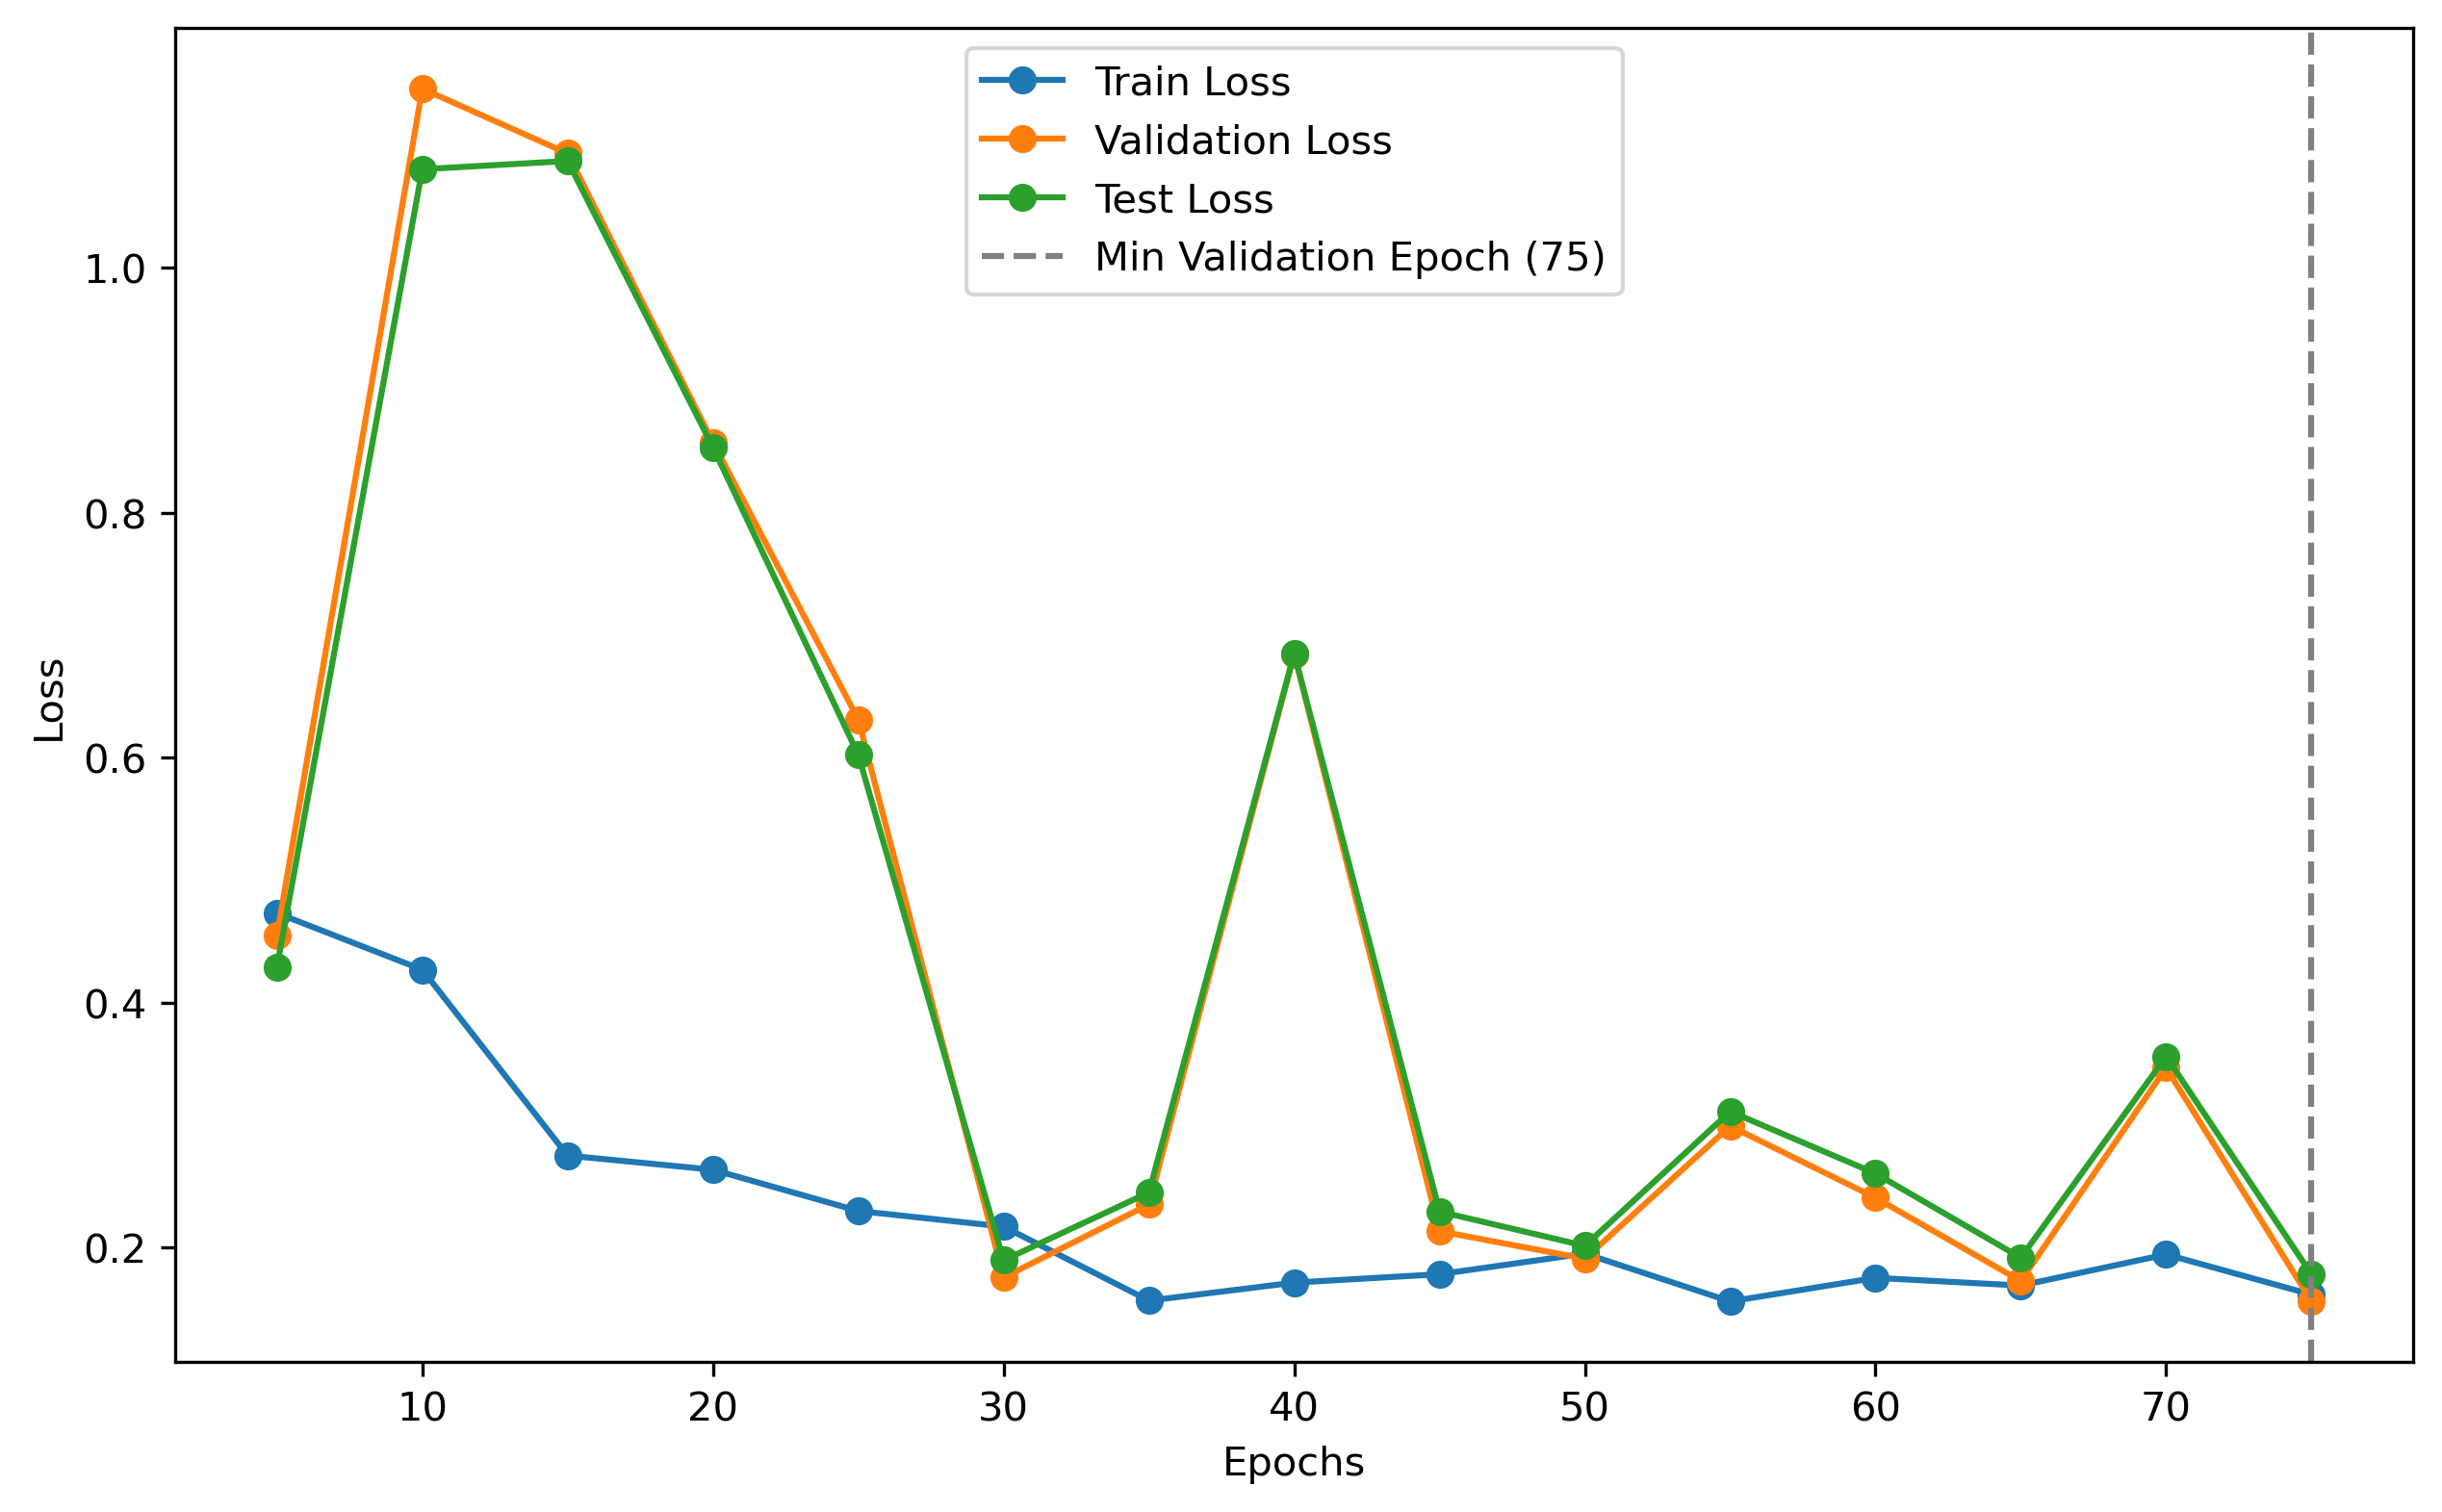 Train Loss
Validation Loss
Test Loss
Min Validation Epoch (75)
1.0
0.8
0.6
0.4
0.2
Loss
10 20 30 40 50 60 70
Epochs